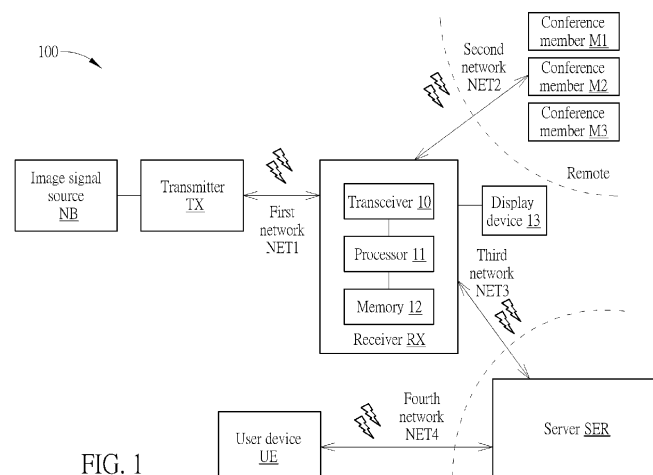 100
Conference
member M1
Conference
member M2
Conference
member M3
Second
network
NET2
Remote
Image signal
source
NB
Transmitter
TX
First
network
NET1
Transceiver 10
Processor 11
Memory 12
Receiver RX
Display
device 13
Third
network
NET3
Fourth
network
NET4
User device
UE
Server SER
FIG. 1